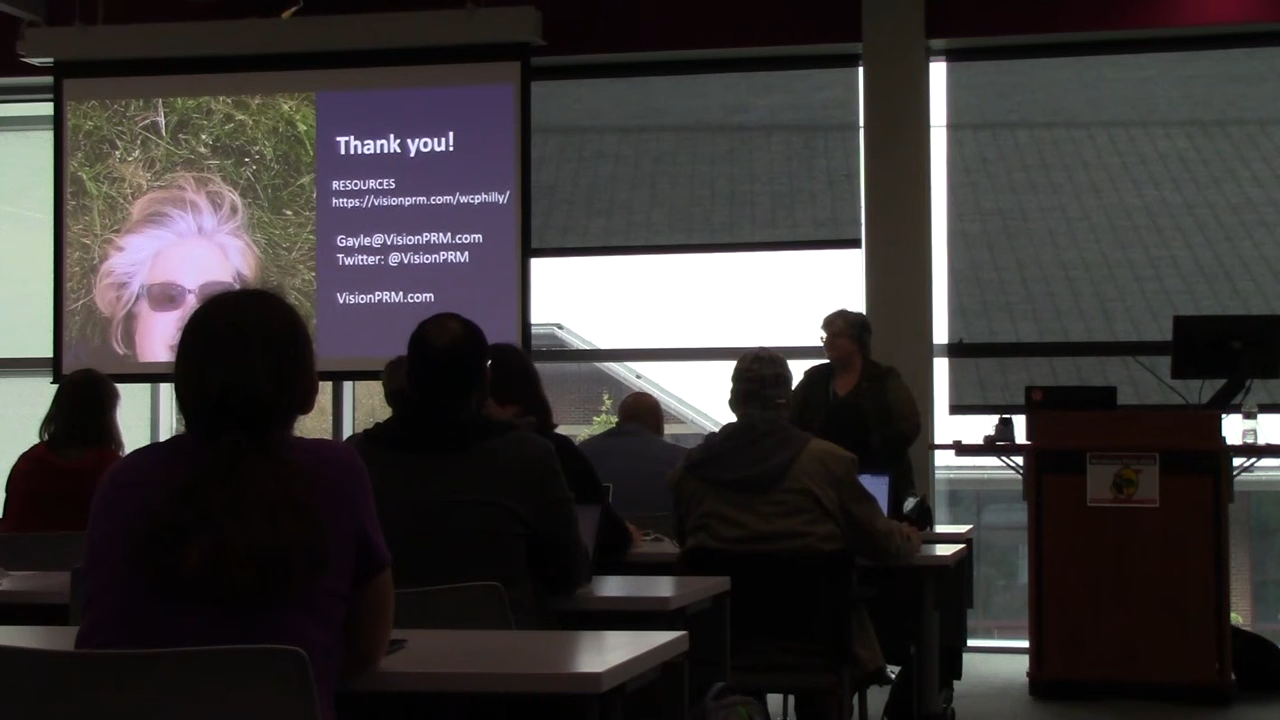 Thank you!
RESOURCES
https://visionprm.com/wcphilly/
Gayle@VisionPRM.com
Twitter: @VisionPRM
VisionPRM.com